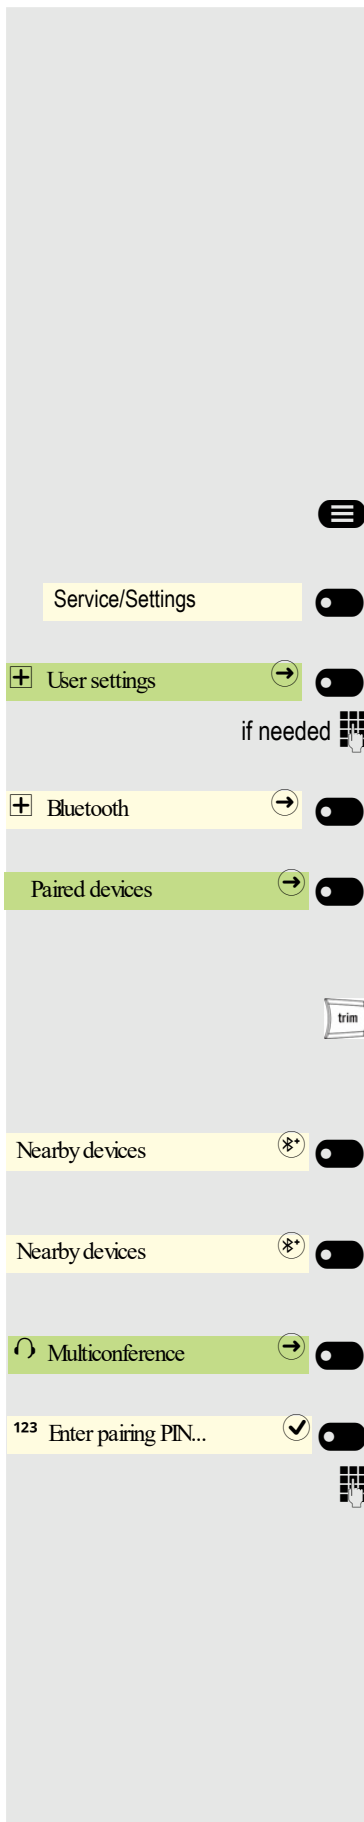 Service/Settings
User settings
if needed
Bluetooth
Paired devices
trim
Nearby devices
Nearby devices
Multiconference
123 Enter pairing PIN...